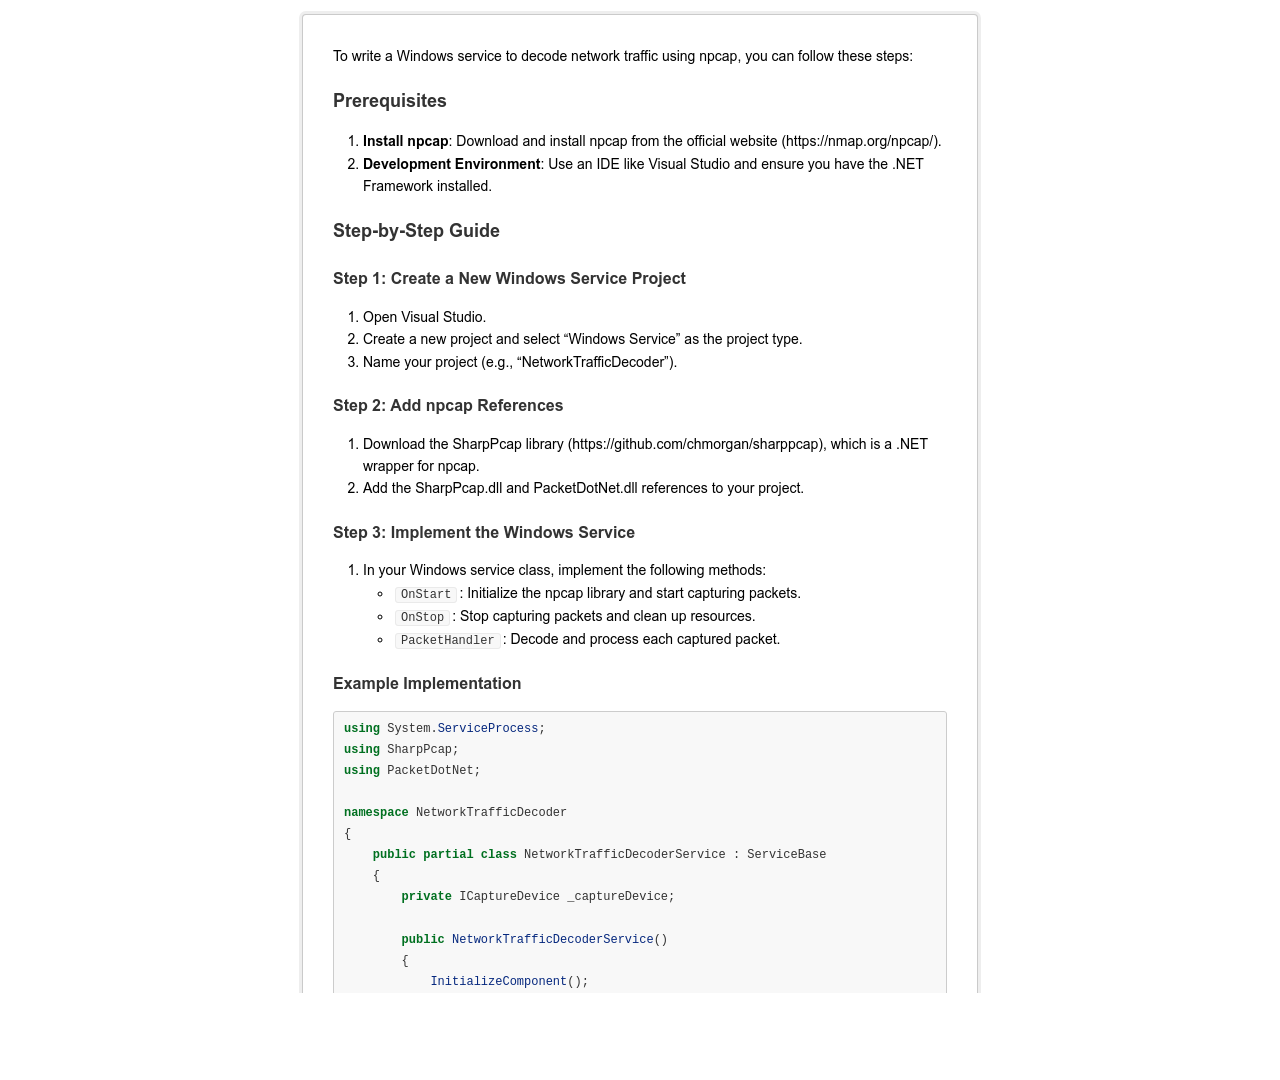 To write a Windows service to decode network traffic using npcap, you can follow these steps:
Prerequisites
1. Install npcap: Download and install npcap from the official website (https://nmap.org/npcap/).
2. Development Environment: Use an IDE like Visual Studio and ensure you have the .NET
Framework installed.
Step-by-Step Guide
Step 1: Create a New Windows Service Project
1. Open Visual Studio.
2. Create a new project and select “Windows Service” as the project type.
3. Name your project (e.g., “NetworkTrafficDecoder”).
Step 2: Add npcap References
1. Download the SharpPcap library (https://github.com/chmorgan/sharppcap), which is a .NET
wrapper for npcap.
2. Add the SharpPcap.dll and PacketDotNet.dll references to your project.
Step 3: Implement the Windows Service
1. In your Windows service class, implement the following methods:
OnStart : Initialize the npcap library and start capturing packets.
OnStop : Stop capturing packets and clean up resources.
PacketHandler : Decode and process each captured packet.
Example Implementation
using System.ServiceProcess;
using SharpPcap;
using PacketDotNet;
namespace NetworkTrafficDecoder
{
    public partial class NetworkTrafficDecoderService : ServiceBase
    {
        private ICaptureDevice _captureDevice;
        public NetworkTrafficDecoderService()
        {
            InitializeComponent();